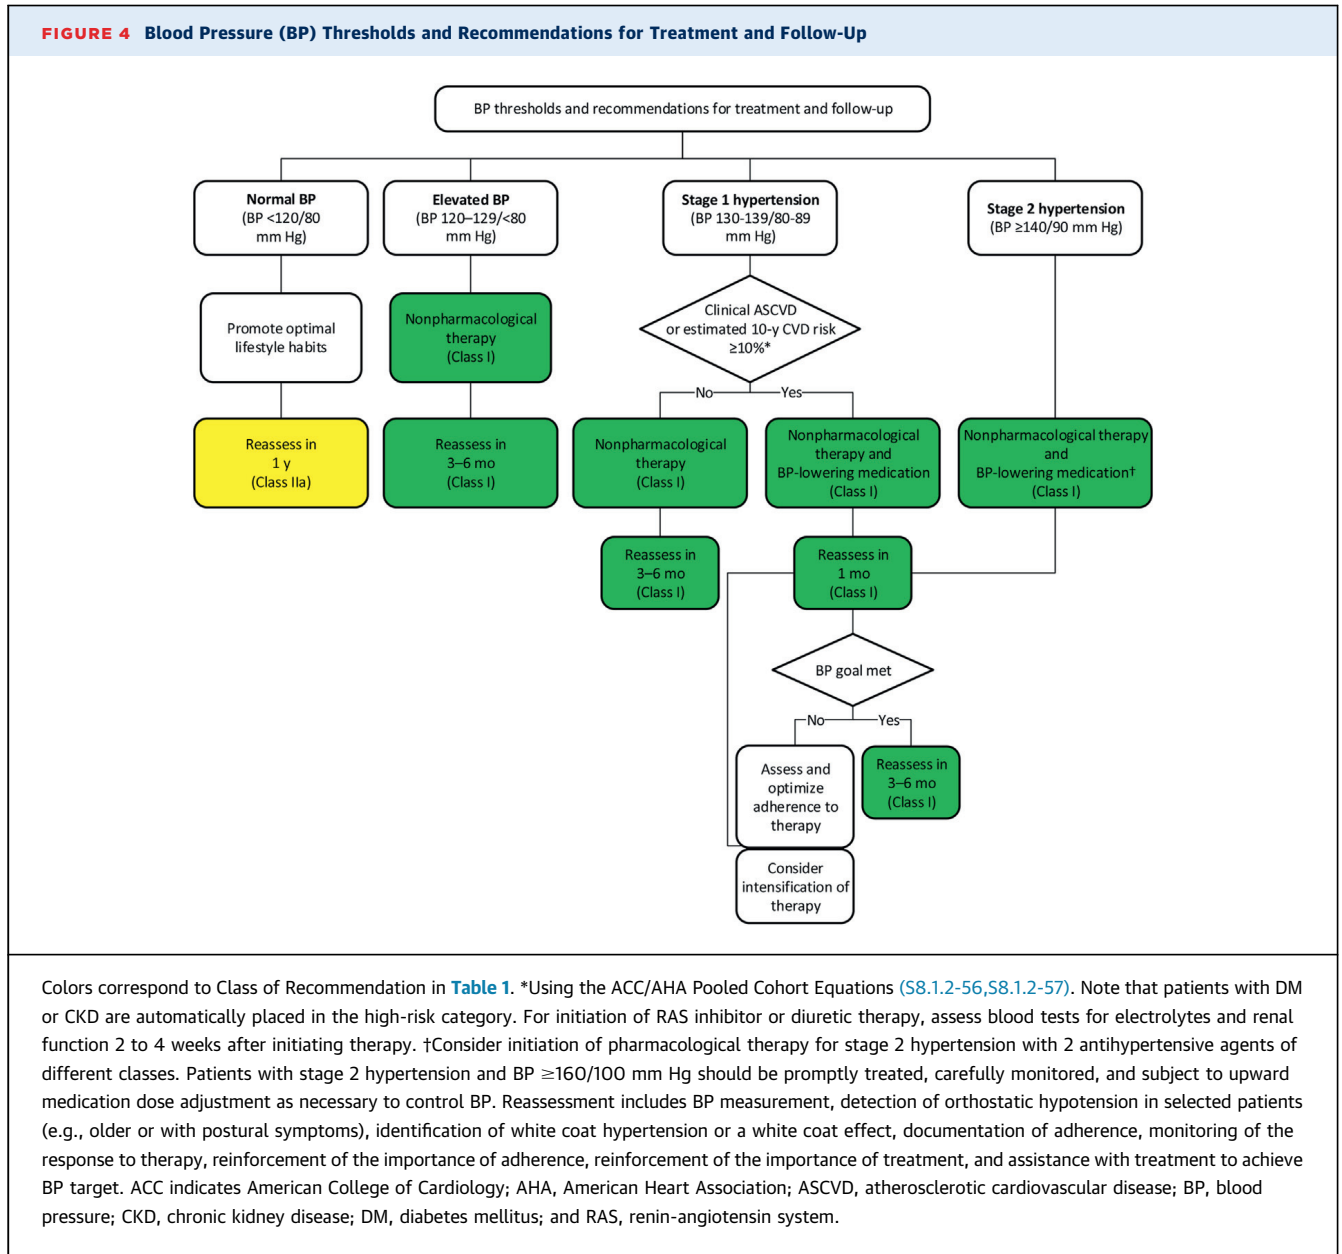 FIGURE 4 Blood Pressure (BP) Thresholds and Recommendations for Treatment and Follow-Up
BP thresholds and recommendations for treatment and follow-up
Normal BP
(BP <120/80
mm Hg)
Elevated BP
(BP 120–129/<80
mm Hg)
Stage 1 hypertension
(BP 130-139/80-89
mm Hg)
Stage 2 hypertension
(BP ≥140/90 mm Hg)
Promote optimal
lifestyle habits
Nonpharmacological
therapy
(Class I)
Clinical ASCVD
or estimated 10-y CVD risk
≥10%*
No
Yes
Reassess in
1 y
(Class IIa)
Reassess in
3–6 mo
(Class I)
Nonpharmacological
therapy
(Class I)
Nonpharmacological
therapy and
BP-lowering medication
(Class I)
Nonpharmacological therapy
and
BP-lowering medication†
(Class I)
Reassess in
3–6 mo
(Class I)
Reassess in
1 mo
(Class I)
BP goal met
No
Yes
Assess and
optimize
adherence to
therapy
Reassess in
3–6 mo
(Class I)
Consider
intensification of
therapy
Colors correspond to Class of Recommendation in Table 1. *Using the ACC/AHA Pooled Cohort Equations (S8.1.2-56,S8.1.2-57). Note that patients with DM
or CKD are automatically placed in the high-risk category. For initiation of RAS inhibitor or diuretic therapy, assess blood tests for electrolytes and renal
function 2 to 4 weeks after initiating therapy. †Consider initiation of pharmacological therapy for stage 2 hypertension with 2 antihypertensive agents of
different classes. Patients with stage 2 hypertension and BP ≥160/100 mm Hg should be promptly treated, carefully monitored, and subject to upward
medication dose adjustment as necessary to control BP. Reassessment includes BP measurement, detection of orthostatic hypotension in selected patients
(e.g., older or with postural symptoms), identification of white coat hypertension or a white coat effect, documentation of adherence, monitoring of the
response to therapy, reinforcement of the importance of adherence, reinforcement of the importance of treatment, and assistance with treatment to achieve
BP target. ACC indicates American College of Cardiology; AHA, American Heart Association; ASCVD, atherosclerotic cardiovascular disease; BP, blood
pressure; CKD, chronic kidney disease; DM, diabetes mellitus; and RAS, renin-angiotensin system.